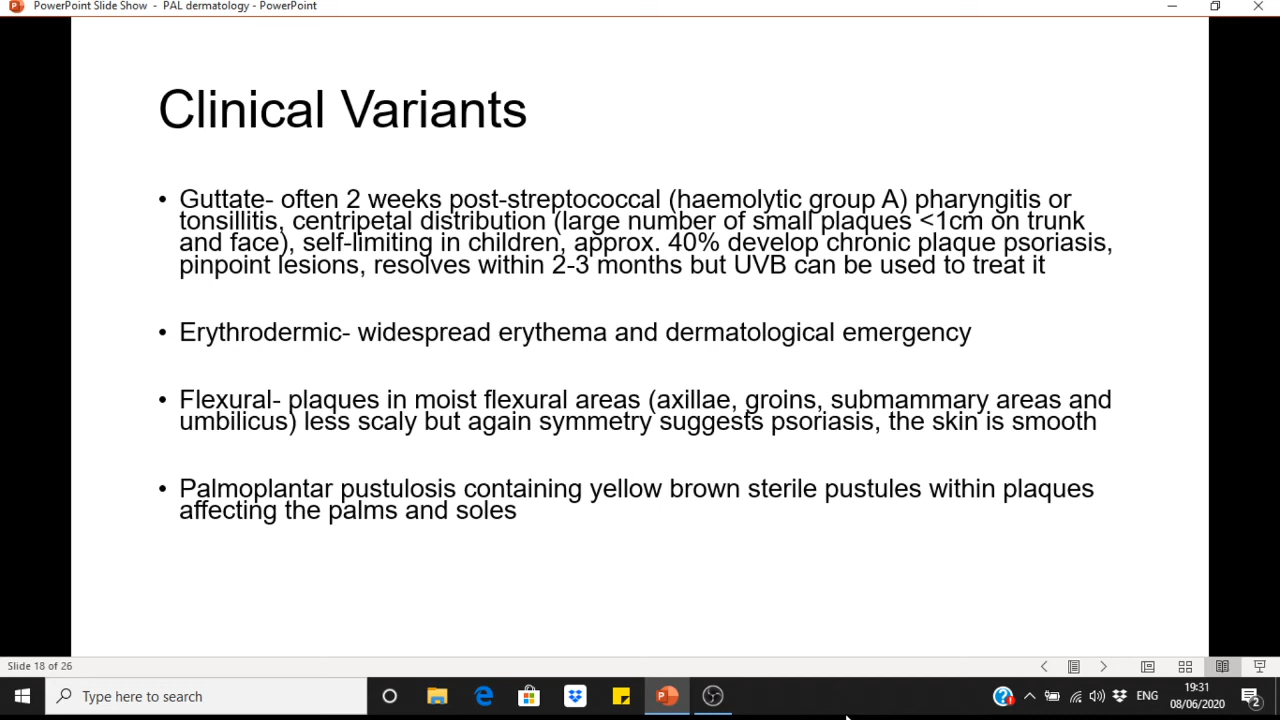 PowerPoint Slide Show - PAL dermatology - PowerPoint
Clinical Variants
• Guttate- often 2 weeks post-streptococcal (haemolytic group A) pharyngitis or
tonsillitis, centripetal distribution (large number of small plaques <1cm on trunk
and face), self-limiting in children, approx. 40% develop chronic plaque psoriasis,
pinpoint lesions, resolves within 2-3 months but UVB can be used to treat it
• Erythrodermic- widespread erythema and dermatological emergency
• Flexural- plaques in moist flexural areas (axillae, groins, submammary areas and
umbilicus) less scaly but again symmetry suggests psoriasis, the skin is smooth
• Palmoplantar pustulosis containing yellow brown sterile pustules within plaques
affecting the palms and soles
Slide 18 of 26
Type here to search
ENG
19:31
08/06/2020
2